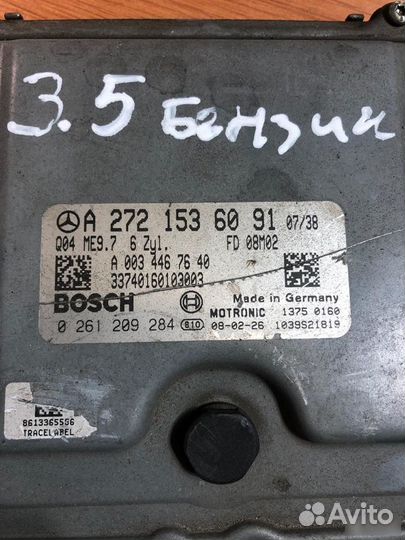 3.5 бензин
A 272 153 60 91 07/38
Q04 ME9.7 6 Zyl. FD 08M02
A 003 446 76 40
33740160103003
BOSCH Made in Germany
MOTRONIC 1375 0160
0 261 209 284 610 08-02-26 1039S21819
8613365556
TRACELABEL
Avito